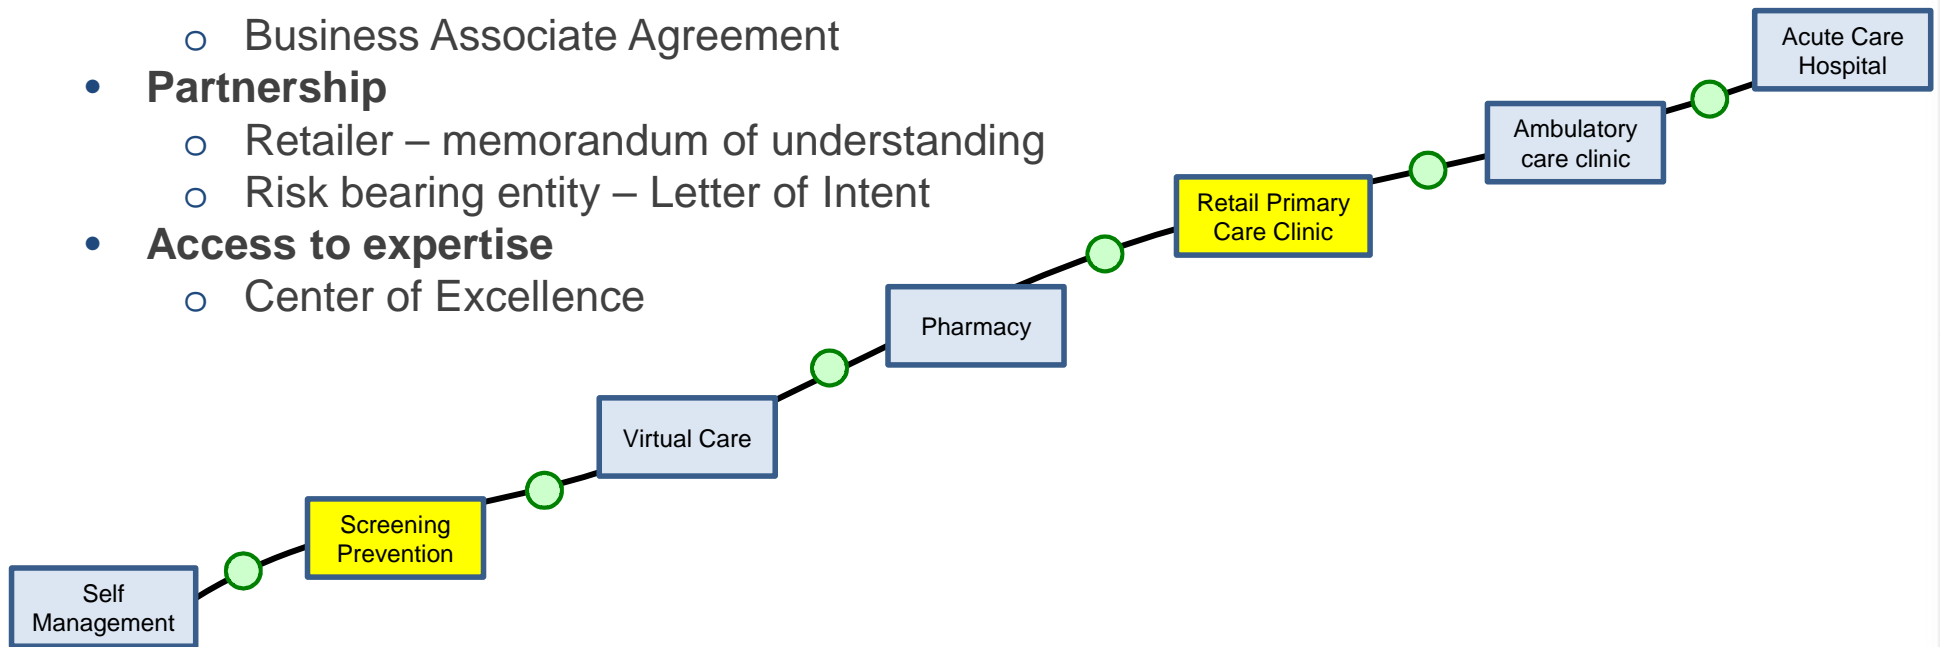 o Business Associate Agreement
• Partnership
o Retailer – memorandum of understanding
o Risk bearing entity – Letter of Intent
• Access to expertise
o Center of Excellence
Acute Care
Hospital
Ambulatory
care clinic
Retail Primary
Care Clinic
Pharmacy
Virtual Care
Screening
Prevention
Self
Management